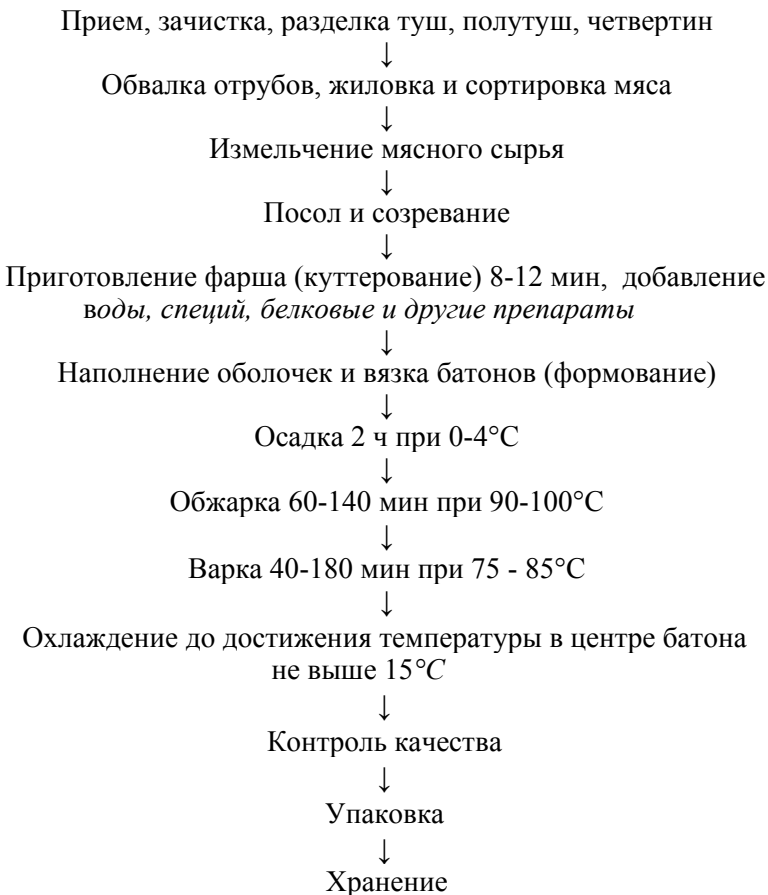 Прием, зачистка, разделка туш, полутуш, четвертин
↓
Обвалка отрубов, жиловка и сортировка мяса
↓
Измельчение мясного сырья
↓
Посол и созревание
↓
Приготовление фарша (куттерование) 8-12 мин, добавление
воды, специй, белковые и другие препараты
↓
Наполнение оболочек и вязка батонов (формование)
↓
Осадка 2 ч при 0-4°С
↓
Обжарка 60-140 мин при 90-100°С
↓
Варка 40-180 мин при 75 - 85°С
↓
Охлаждение до достижения температуры в центре батона
не выше 15°С
↓
Контроль качества
↓
Упаковка
↓
Хранение